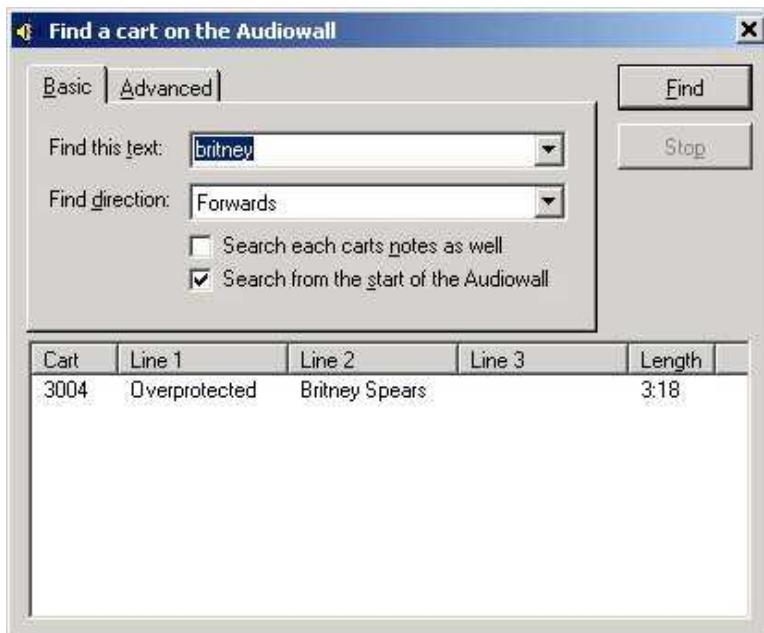 Find a cart on the Audiowall
Basic Advanced
Find
Find this text: britney
Stop
Find direction: Forwards
Search each carts notes as well
Search from the start of the Audiowall
Cart Line 1 Line 2 Line 3 Length
3004 Overprotected Britney Spears 3:18